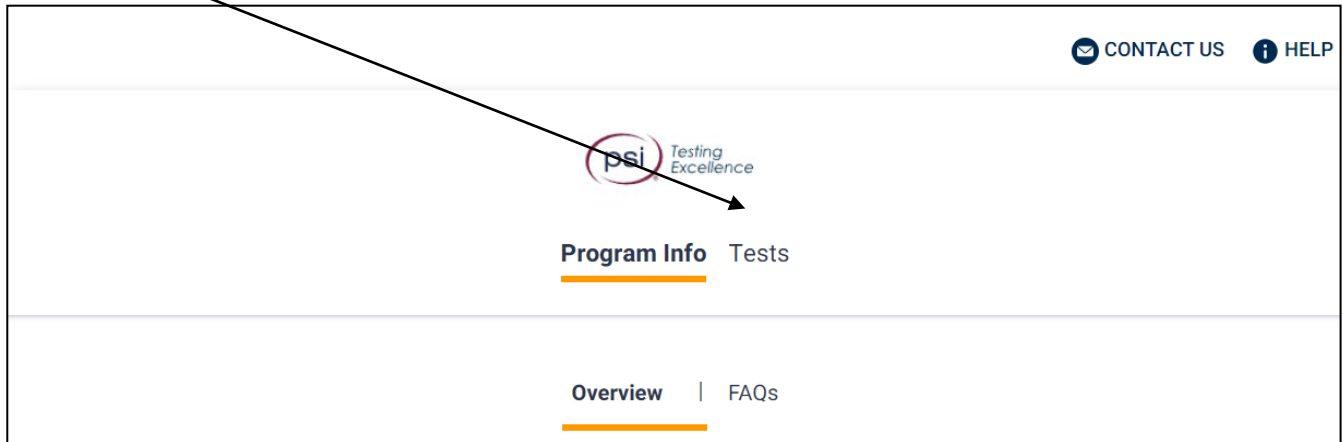 CONTACT US HELP
psi Testing
Excellence
Program Info Tests
Overview | FAQs